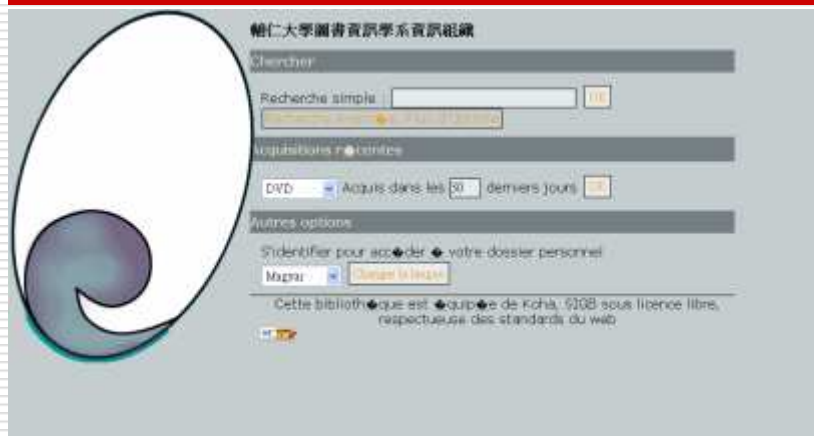 輔仁大學圖書資訊學系資訊組織
Chercher
Recherche simple :
OK
Acquisitions r�centes
DVD Acquis dans les 30 derniers jours OK
Autres options
S'identifier pour acc�der � votre dossier personnel
Magyar Changer la langue
Cette biblioth�que est �quip�e de Koha, SIGB sous licence libre,
respectueuse des standards du web